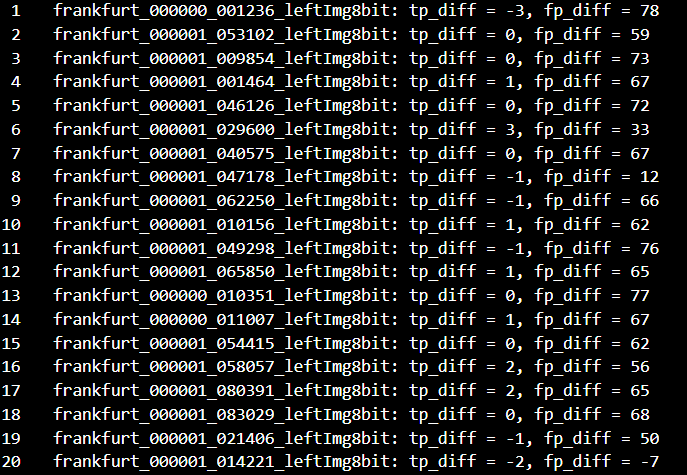 1 frankfurt_000000_001236_leftImg8bit: tp_diff = -3, fp_diff = 78
2 frankfurt_000001_053102_leftImg8bit: tp_diff = 0, fp_diff = 59
3 frankfurt_000001_009854_leftImg8bit: tp_diff = 0, fp_diff = 73
4 frankfurt_000001_001464_leftImg8bit: tp_diff = 1, fp_diff = 67
5 frankfurt_000001_046126_leftImg8bit: tp_diff = 0, fp_diff = 72
6 frankfurt_000001_029600_leftImg8bit: tp_diff = 3, fp_diff = 33
7 frankfurt_000001_040575_leftImg8bit: tp_diff = 0, fp_diff = 67
8 frankfurt_000001_047178_leftImg8bit: tp_diff = -1, fp_diff = 12
9 frankfurt_000001_062250_leftImg8bit: tp_diff = -1, fp_diff = 66
10 frankfurt_000001_010156_leftImg8bit: tp_diff = 1, fp_diff = 62
11 frankfurt_000001_049298_leftImg8bit: tp_diff = -1, fp_diff = 76
12 frankfurt_000001_065850_leftImg8bit: tp_diff = 1, fp_diff = 65
13 frankfurt_000000_010351_leftImg8bit: tp_diff = 0, fp_diff = 77
14 frankfurt_000000_011007_leftImg8bit: tp_diff = 1, fp_diff = 67
15 frankfurt_000001_054415_leftImg8bit: tp_diff = 0, fp_diff = 62
16 frankfurt_000001_058057_leftImg8bit: tp_diff = 2, fp_diff = 56
17 frankfurt_000001_080391_leftImg8bit: tp_diff = 2, fp_diff = 65
18 frankfurt_000001_083029_leftImg8bit: tp_diff = 0, fp_diff = 68
19 frankfurt_000001_021406_leftImg8bit: tp_diff = -1, fp_diff = 50
20 frankfurt_000001_014221_leftImg8bit: tp_diff = -2, fp_diff = -7